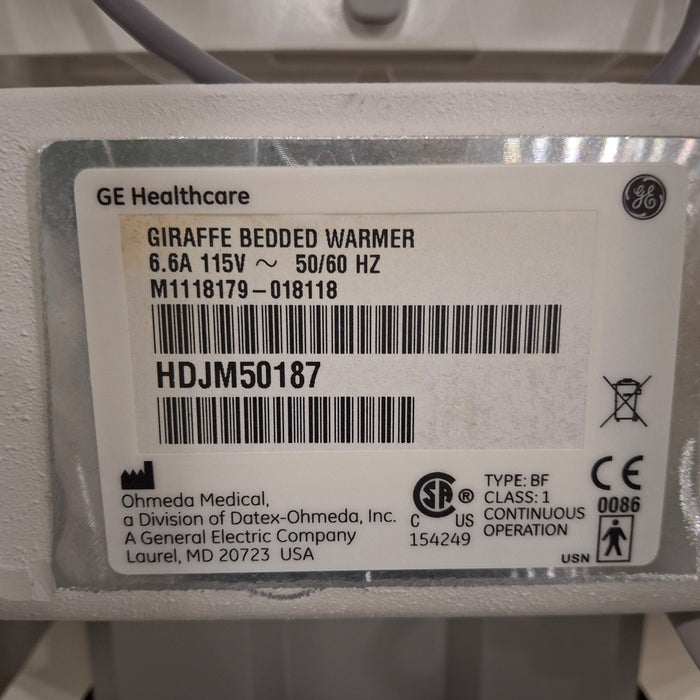 GE Healthcare
GE
GIRAFFE BEDDED WARMER
6.6A 115V ~ 50/60 HZ
M1118179-018118
HDJM50187
Ohmeda Medical,
a Division of Datex-Ohmeda, Inc.
A General Electric Company
Laurel, MD 20723 USA
SA ®
C US
154249
TYPE: BF
CLASS: 1
CONTINUOUS
OPERATION
CE
0086
USN